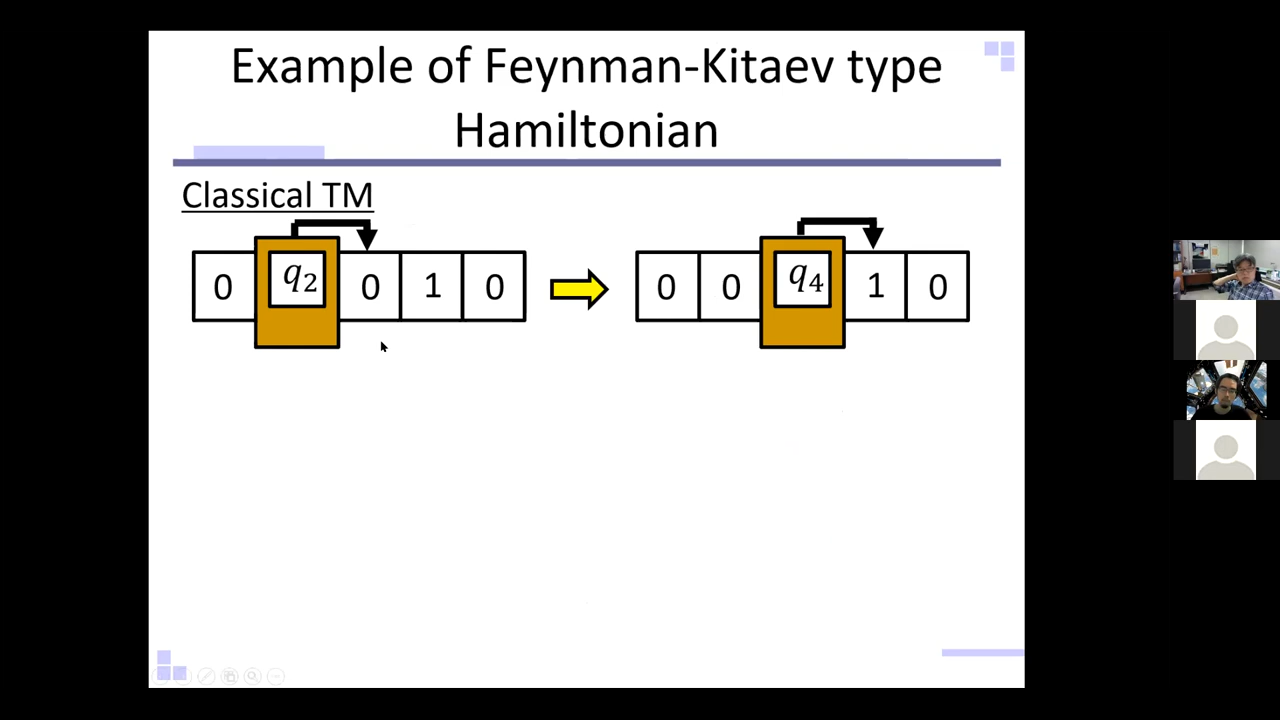 Example of Feynman-Kitaev type
Hamiltonian
Classical TM
0 q₂ 0 1 0 0 0 q₄ 1 0